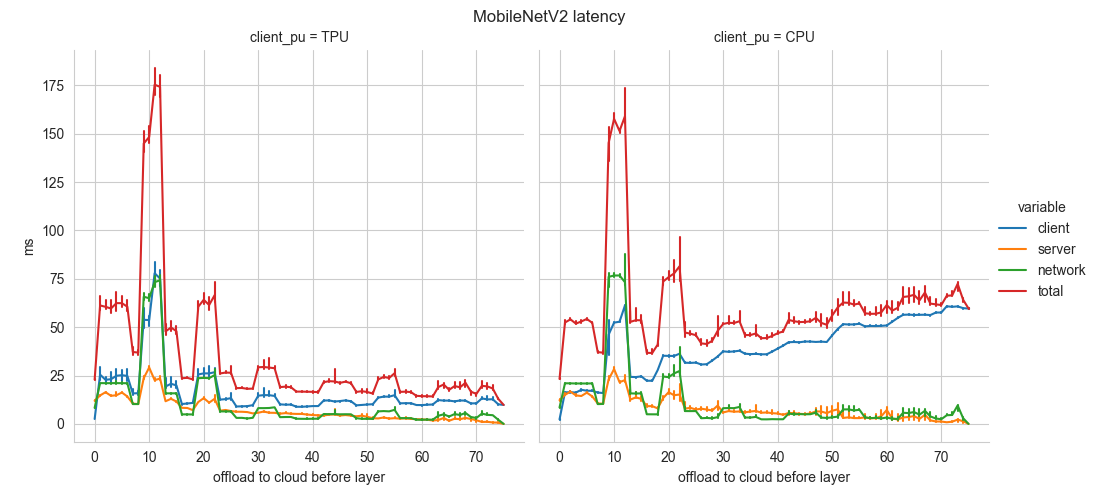 MobileNetV2 latency
client_pu = TPU
client_pu = CPU
175
150
125
100
75
50
25
0
ms
0 10 20 30 40 50 60 70
0 10 20 30 40 50 60 70
offload to cloud before layer
offload to cloud before layer
variable
client
server
network
total